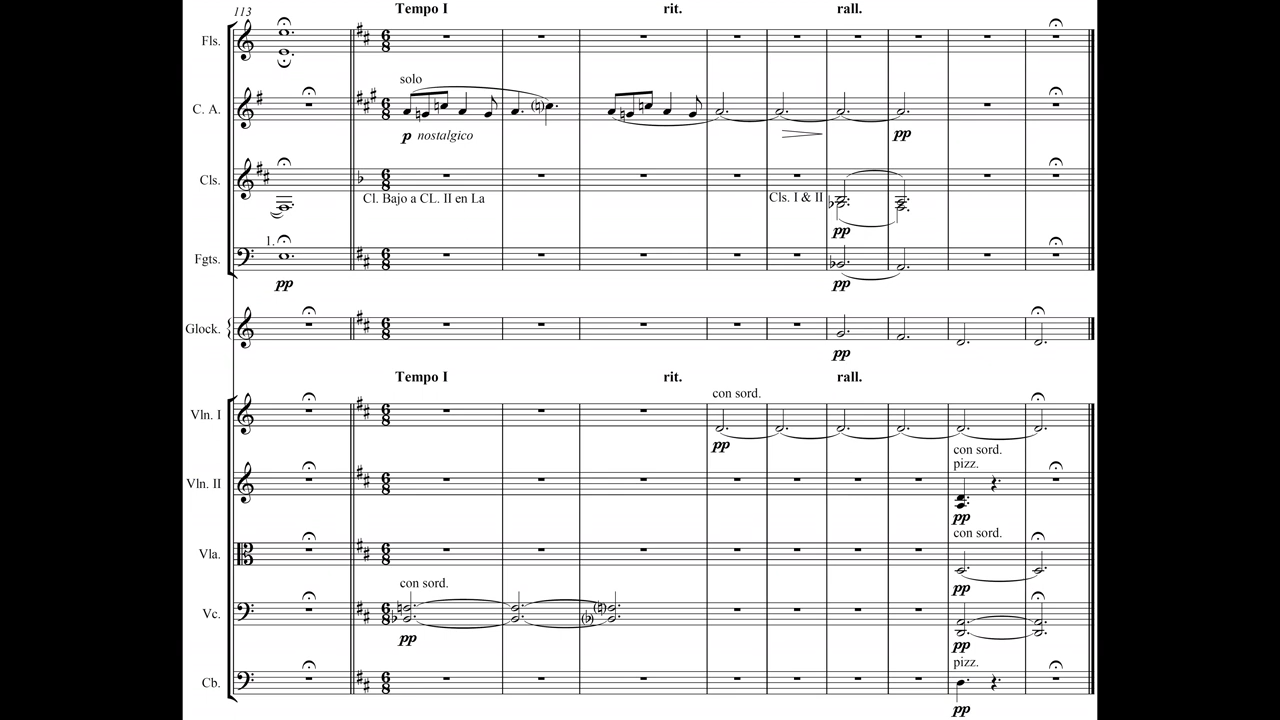 113
Tempo I rit. rall.
Fls.
solo
C. A.
p nostalgico pp
Cls.
Cl. Bajo a CL. II en La Cls. I & II
pp
1.
Fgts.
pp pp
Glock.
pp
Tempo I rit. rall.
con sord.
Vln. I
pp
con sord.
pizz.
Vln. II
pp
con sord.
Vla.
pp
con sord.
Vc.
pp pp
pizz.
Cb.
pp